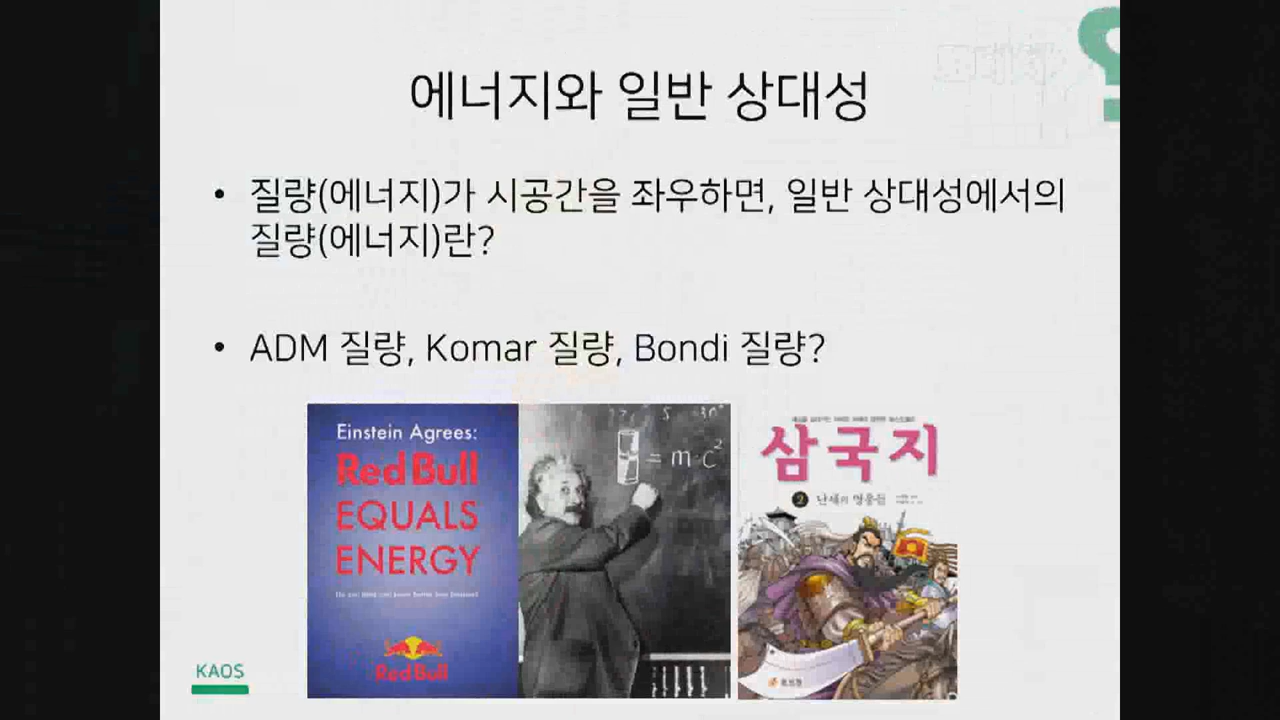 에너지와 일반 상대성
• 질량(에너지)가 시공간을 좌우하면, 일반 상대성에서의
질량(에너지)란?
• ADM 질량, Komar 질량, Bondi 질량?
Einstein Agrees:
Red Bull
EQUALS
ENERGY
Red Bull
= m·c²
삼국지
2 난세의 영웅들
KAOS